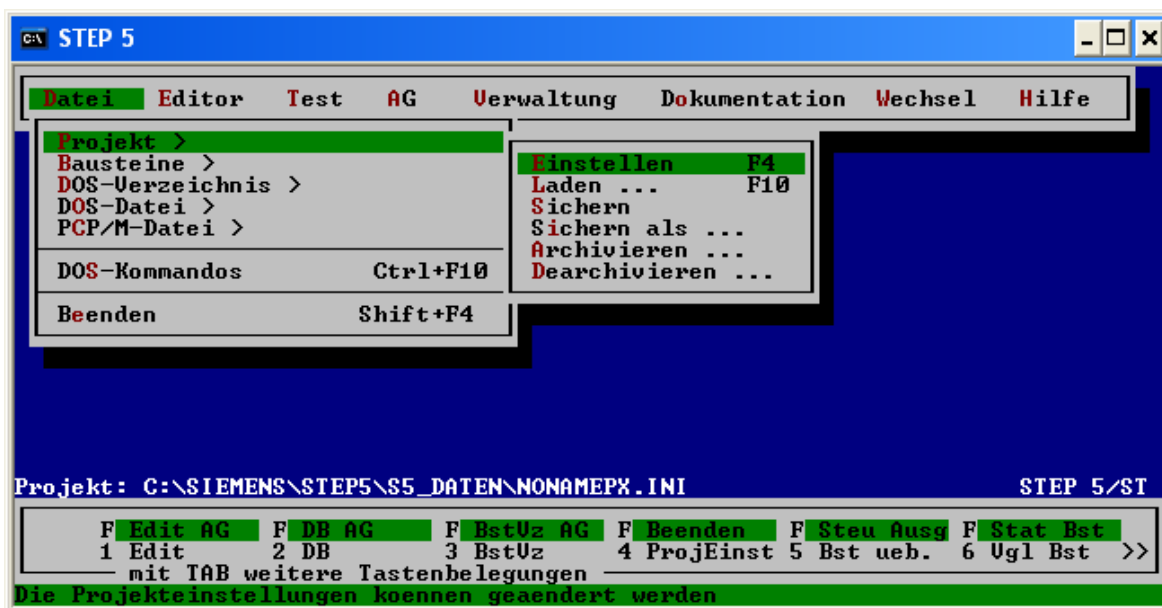 STEP 5
Datei Editor Test AG Verwaltung Dokumentation Wechsel Hilfe
Projekt >
Bausteine >
DOS-Verzeichnis >
DOS-Datei >
PCP/M-Datei >
DOS-Kommandos Ctrl+F10
Beenden Shift+F4
Einstellen F4
Laden ... F10
Sichern
Sichern als ...
Archivieren ...
Dearchivieren ...
Projekt: C:\SIEMENS\STEP5\S5_DATEN\NONAMEPX.INI STEP 5/ST
F Edit AG F DB AG F BstVz AG F Beenden F Steu Ausg F Stat Bst
1 Edit 2 DB 3 BstVz 4 ProjEinst 5 Bst ueb. 6 Vgl Bst >>
mit TAB weitere Tastenbelegungen
Die Projekteinstellungen koennen geaendert werden